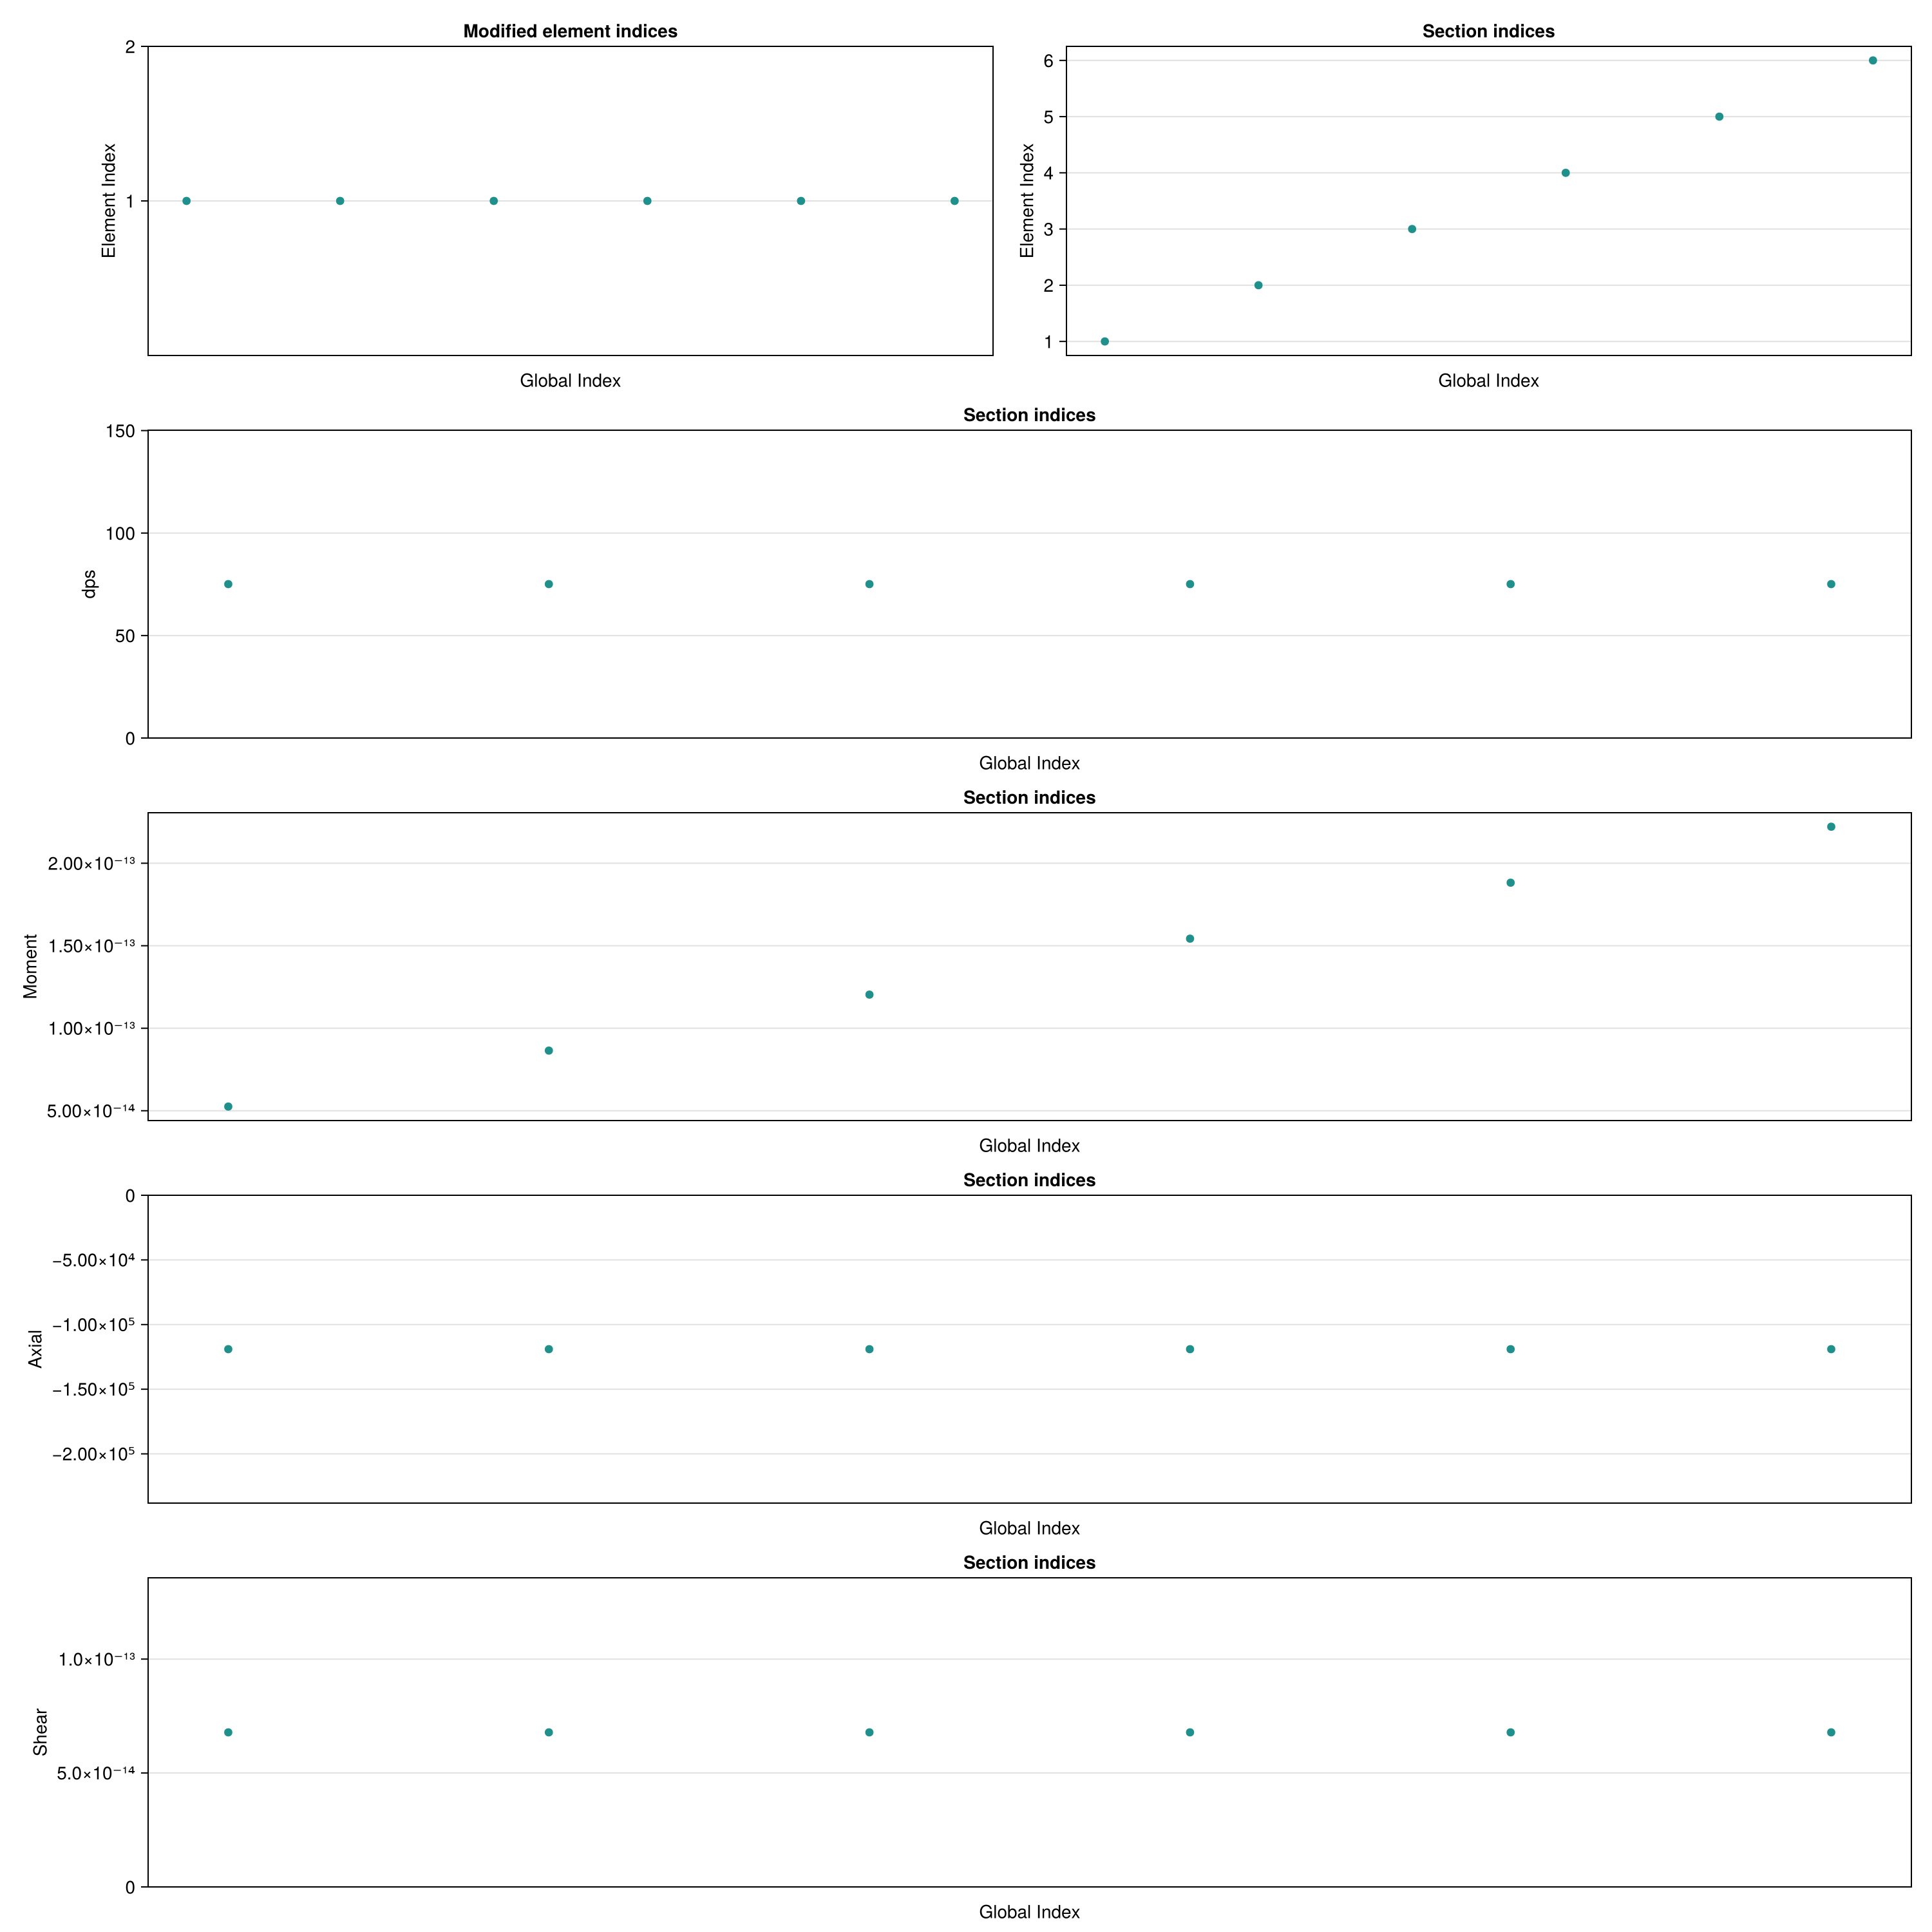 Modified element indices
2
1
Element Index
Global Index
Section indices
6
5
4
3
2
1
Element Index
Global Index
Section indices
150
100
50
0
dps
Global Index
Section indices
2.00×10⁻¹³
1.50×10⁻¹³
1.00×10⁻¹³
5.00×10⁻¹⁴
Moment
Global Index
Section indices
0
−5.00×10⁴
−1.00×10⁵
−1.50×10⁵
−2.00×10⁵
Axial
Global Index
Section indices
1.0×10⁻¹³
5.0×10⁻¹⁴
0
Shear
Global Index